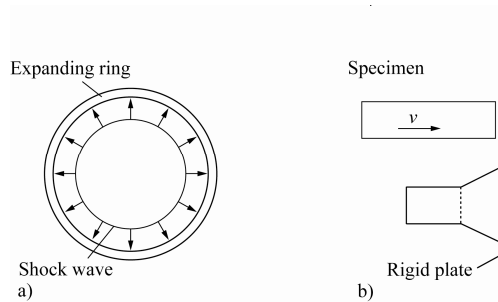 Expanding ring
Shock wave
a)
Specimen
v
Rigid plate
b)